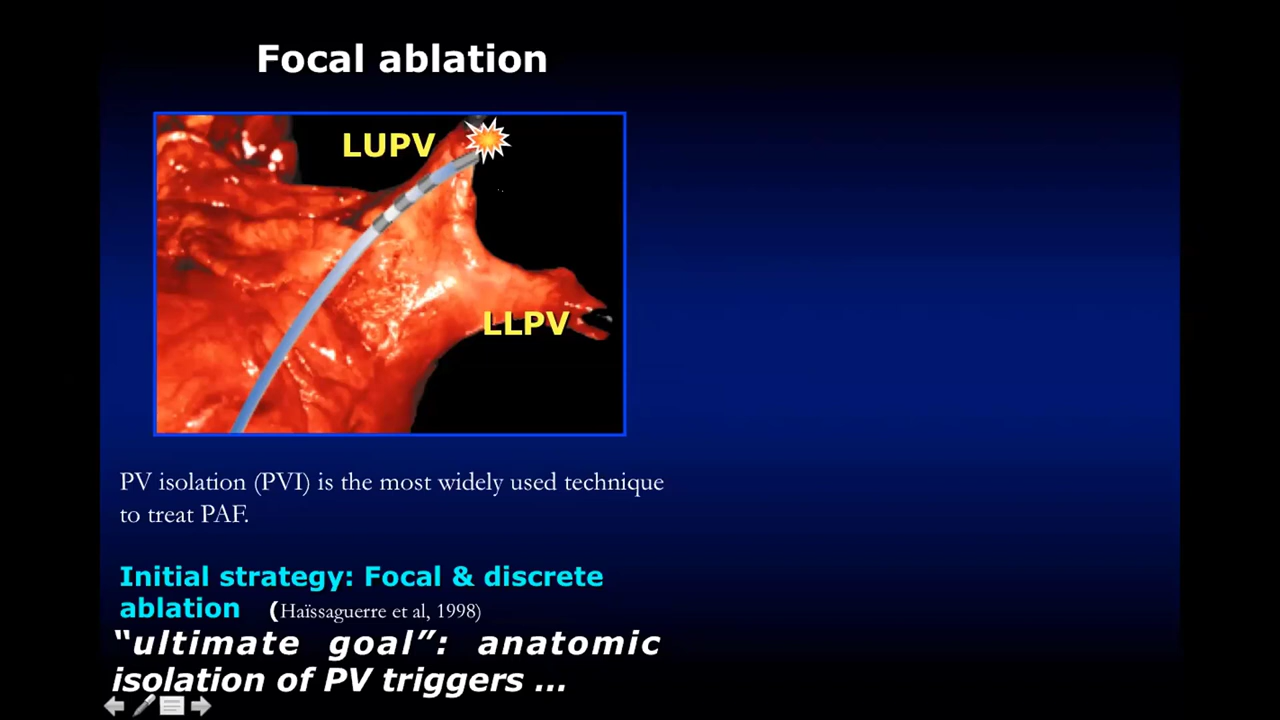 Focal ablation
LUPV
LLPV
PV isolation (PVI) is the most widely used technique
to treat PAF.
Initial strategy: Focal & discrete
ablation (Haïssaguerre et al, 1998)
“ultimate goal”: anatomic
isolation of PV triggers ...